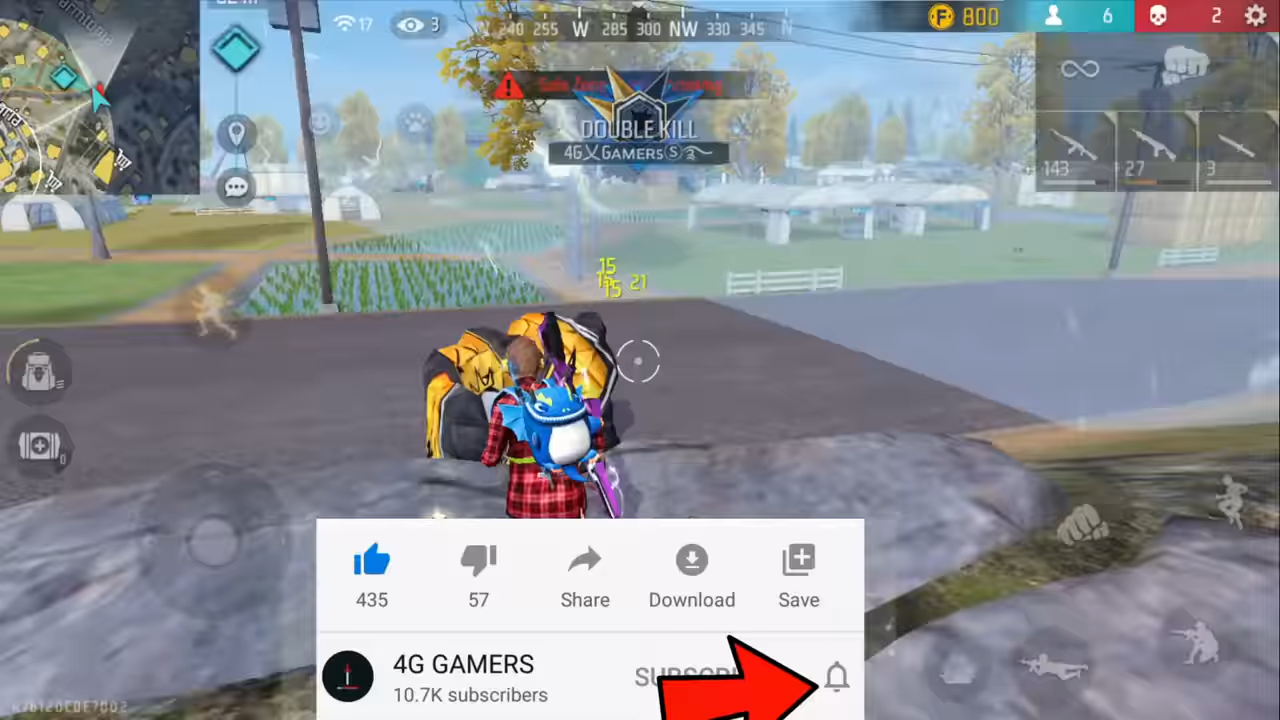 17
3
240 255 W 285 300 NW 330 345 N
800
6
2
DOUBLE KILL
4G
GAMERS
143
27
3
15
15
21
0
435
57
Share
Download
Save
4G GAMERS
10.7K subscribers